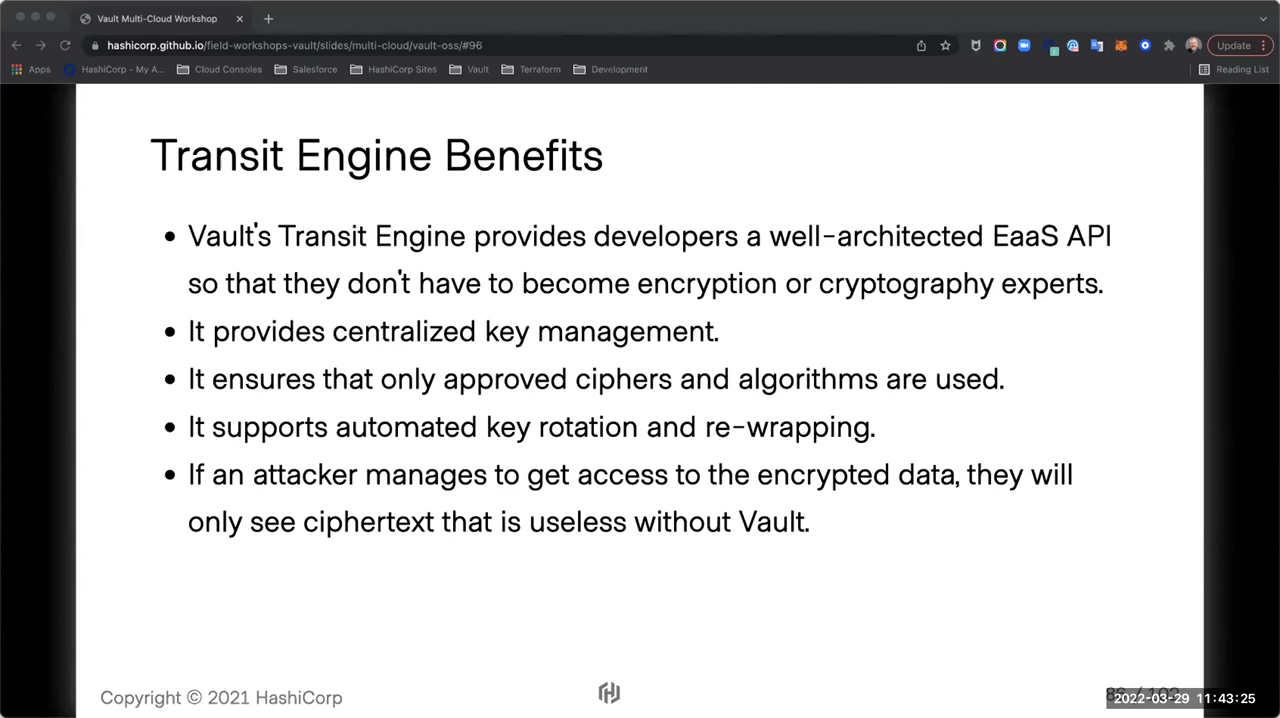 Vault Multi-Cloud Workshop
hashicorp.github.io/field-workshops-vault/slides/multi-cloud/vault-oss/#96
Update
Apps
HashiCorp - My A...
Cloud Consoles
Salesforce
HashiCorp Sites
Vault
Terraform
Development
Reading List
Transit Engine Benefits
• Vault's Transit Engine provides developers a well-architected EaaS API
so that they don't have to become encryption or cryptography experts.
• It provides centralized key management.
• It ensures that only approved ciphers and algorithms are used.
• It supports automated key rotation and re-wrapping.
• If an attacker manages to get access to the encrypted data, they will
only see ciphertext that is useless without Vault.
Copyright © 2021 HashiCorp
2022-03-29 11:43:25